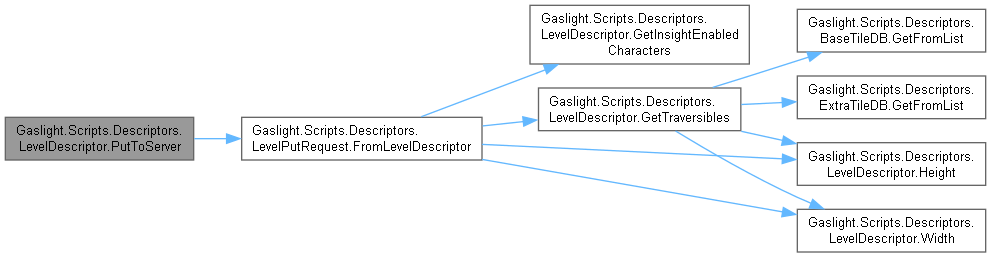 Gaslight.Scripts.Descriptors.
LevelDescriptor.PutToServer
Gaslight.Scripts.Descriptors.
LevelPutRequest.FromLevelDescriptor
Gaslight.Scripts.Descriptors.
LevelDescriptor.GetInsightEnabled
Characters
Gaslight.Scripts.Descriptors.
LevelDescriptor.GetTraversibles
Gaslight.Scripts.Descriptors.
BaseTileDB.GetFromList
Gaslight.Scripts.Descriptors.
ExtraTileDB.GetFromList
Gaslight.Scripts.Descriptors.
LevelDescriptor.Height
Gaslight.Scripts.Descriptors.
LevelDescriptor.Width